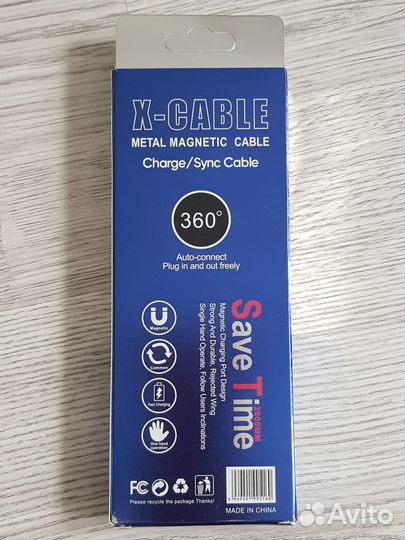 X-CABLE
METAL MAGNETIC CABLE
Charge/Sync Cable
360°
Auto-connect
Plug in and out freely
Magnetic
Common
Fast Charging
One-hand
operation
Save Time
2000MM
Magnetic Charging Port Design
Strong And Durable, Rejected Wing
Single Hand Operate, Follow Users Inclinations
FC CE
Please recycle the package.Thanks!
MADE IN CHINA
Avito